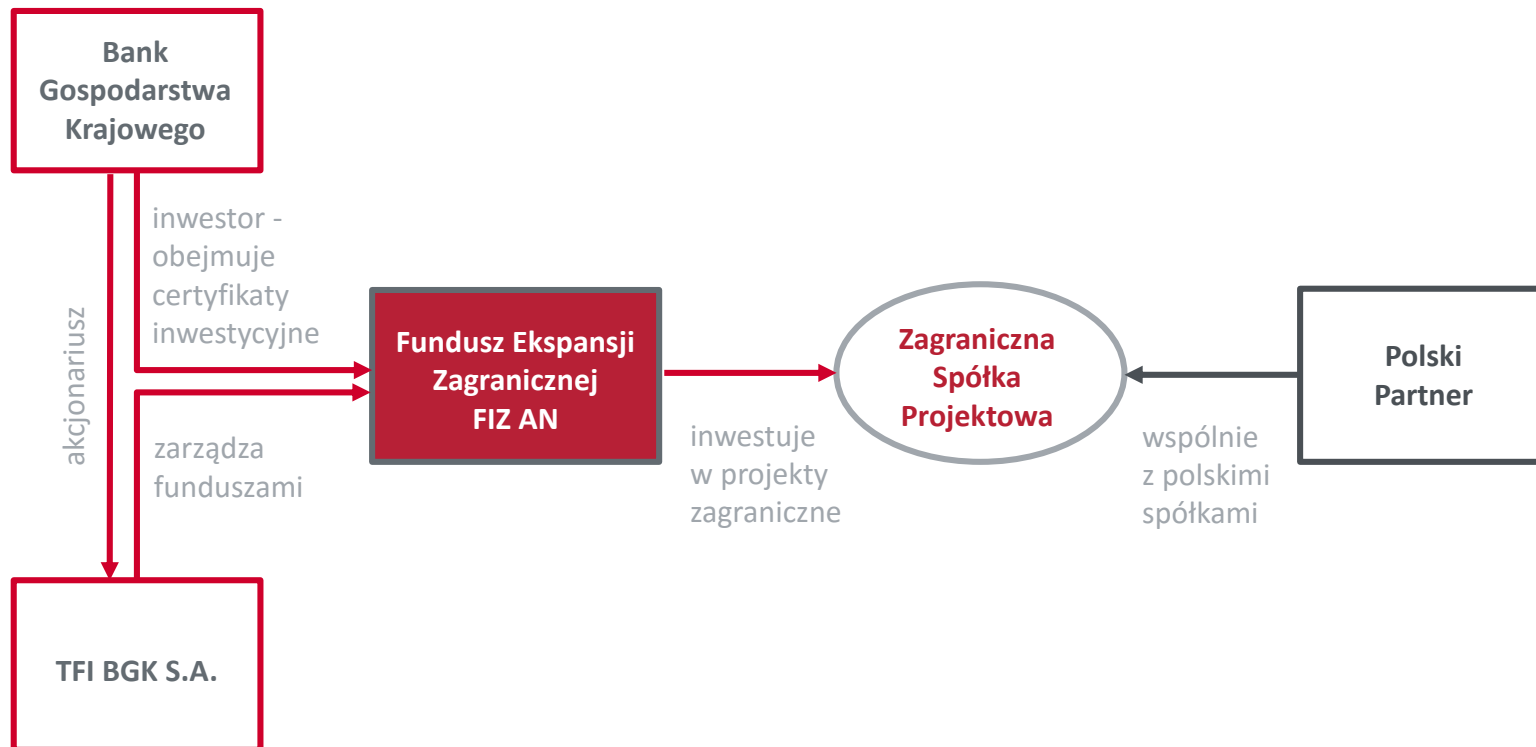 Bank
Gospodarstwa
Krajowego
inwestor -
obejmuje
certyfikaty
inwestycyjne
akcjonariusz
Fundusz Ekspansji
Zagranicznej
FIZ AN
Zagraniczna
Spółka
Projektowa
Polski
Partner
zarządza
funduszami
inwestuje
w projekty
zagraniczne
wspólnie
z polskimi
spółkami
TFI BGK S.A.